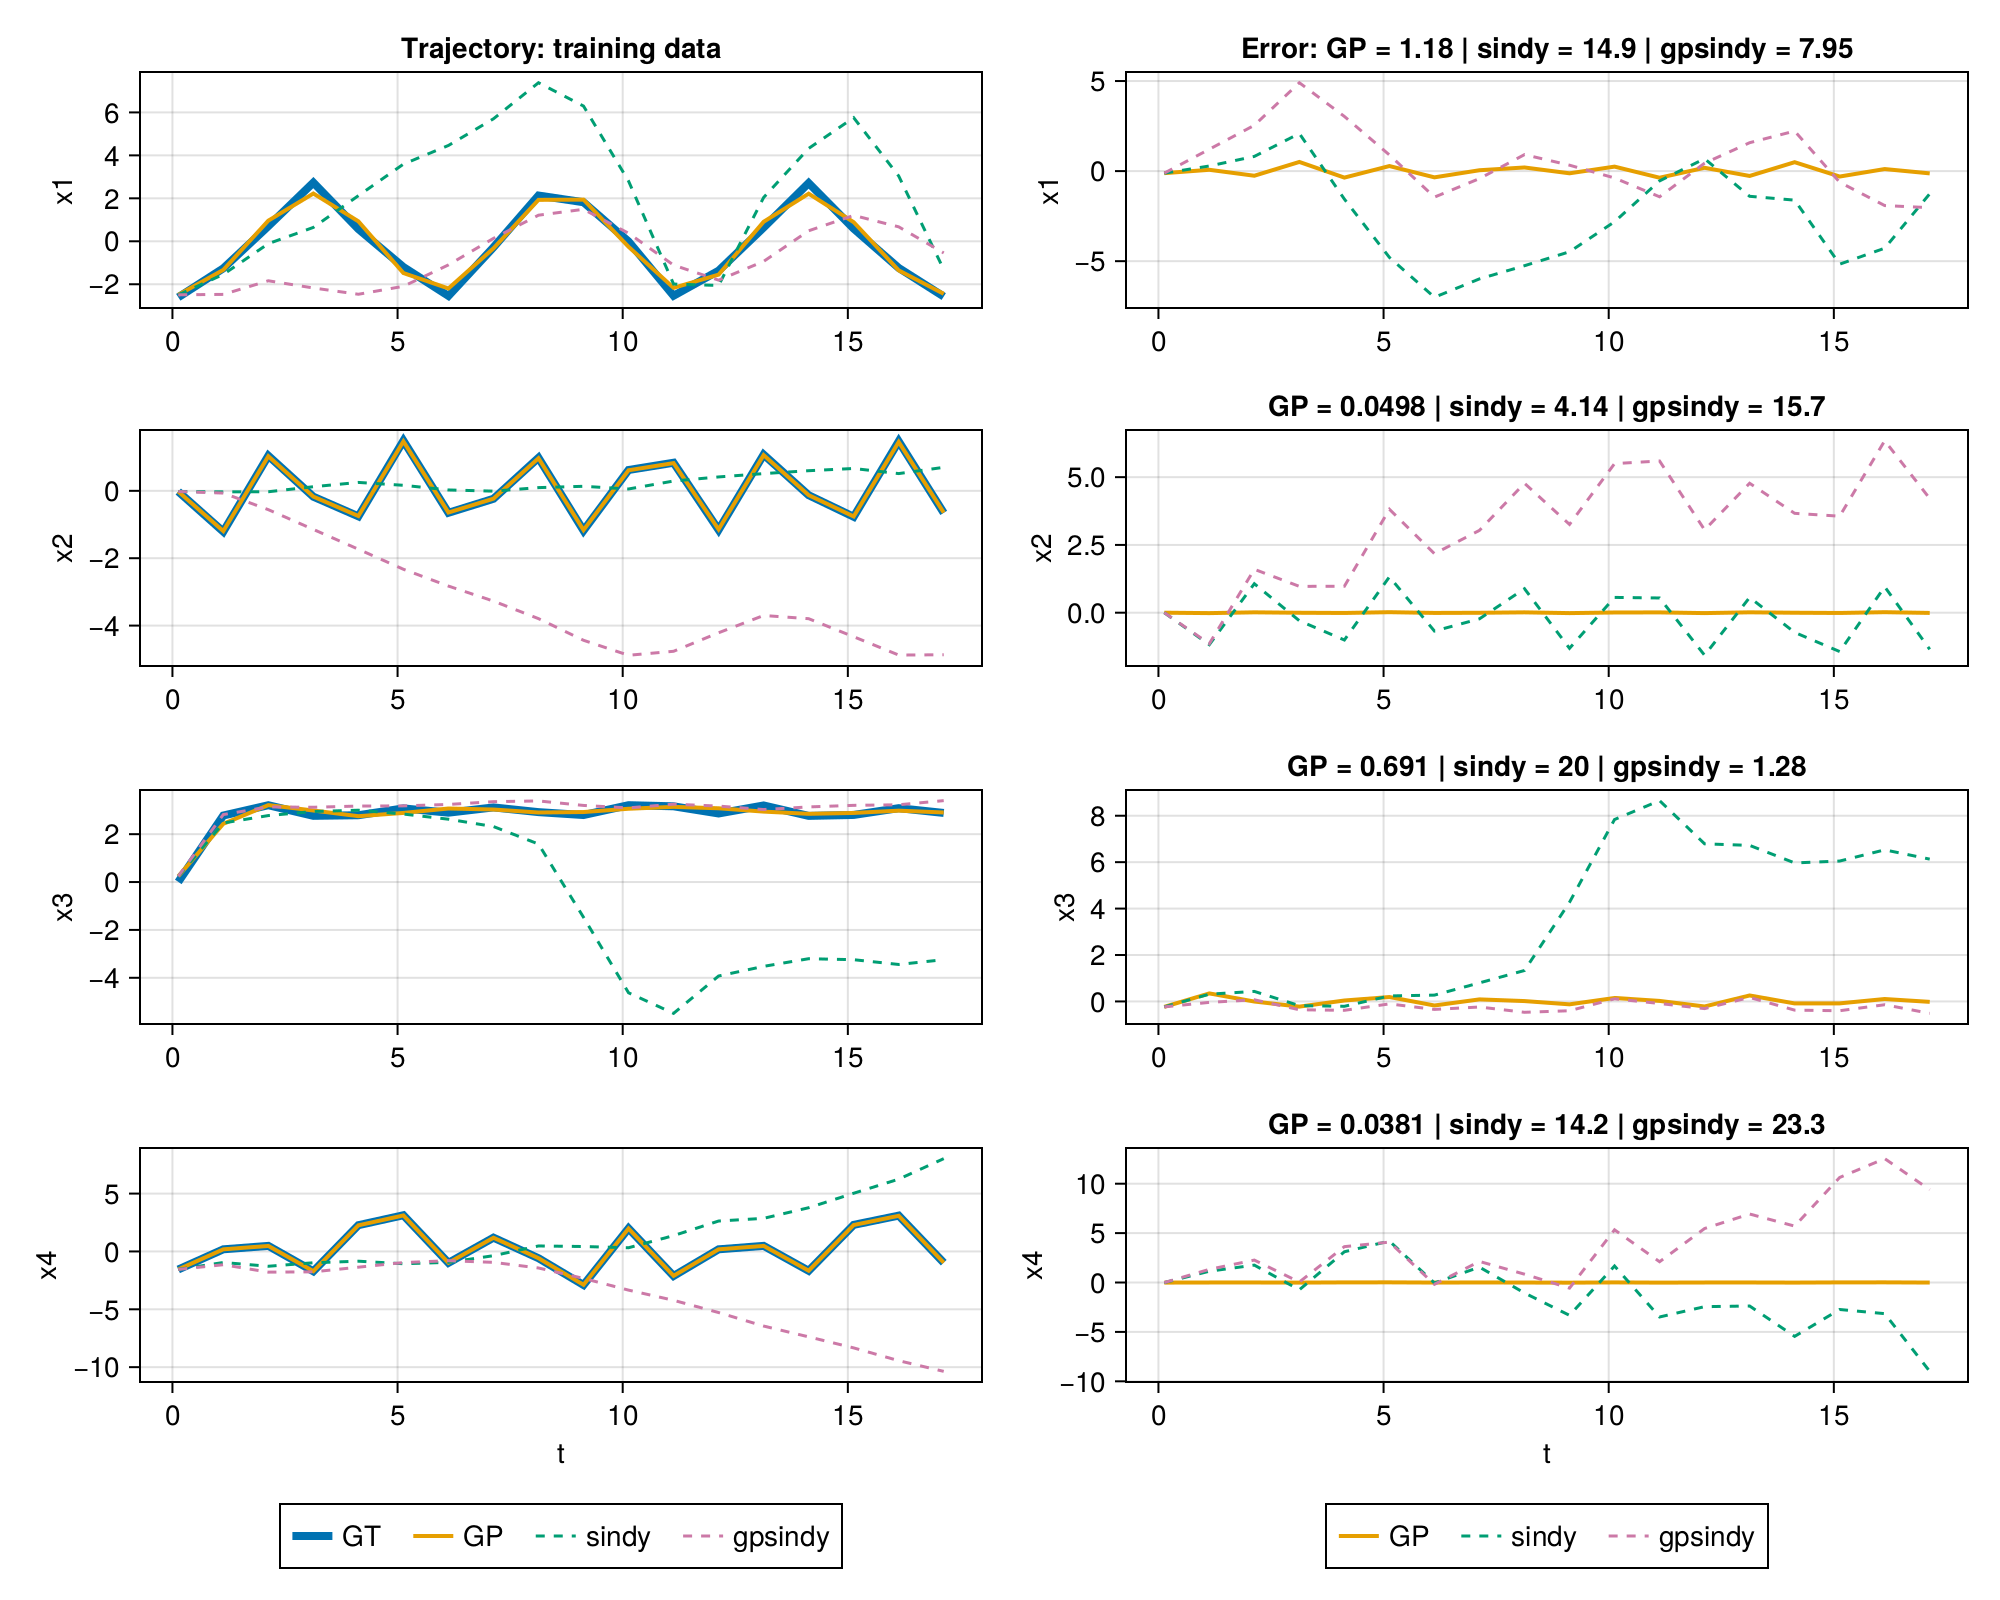 Trajectory: training data
x1
6
4
2
0
−2
0 5 10 15
Error: GP = 1.18 | sindy = 14.9 | gpsindy = 7.95
x1
5
0
−5
0 5 10 15
x2
0
−2
−4
0 5 10 15
GP = 0.0498 | sindy = 4.14 | gpsindy = 15.7
x2
5.0
2.5
0.0
0 5 10 15
x3
2
0
−2
−4
0 5 10 15
GP = 0.691 | sindy = 20 | gpsindy = 1.28
x3
8
6
4
2
0
0 5 10 15
x4
5
0
−5
−10
0 5 10 15
t
GP = 0.0381 | sindy = 14.2 | gpsindy = 23.3
x4
10
5
0
−5
−10
0 5 10 15
t
GT GP sindy gpsindy
GP sindy gpsindy